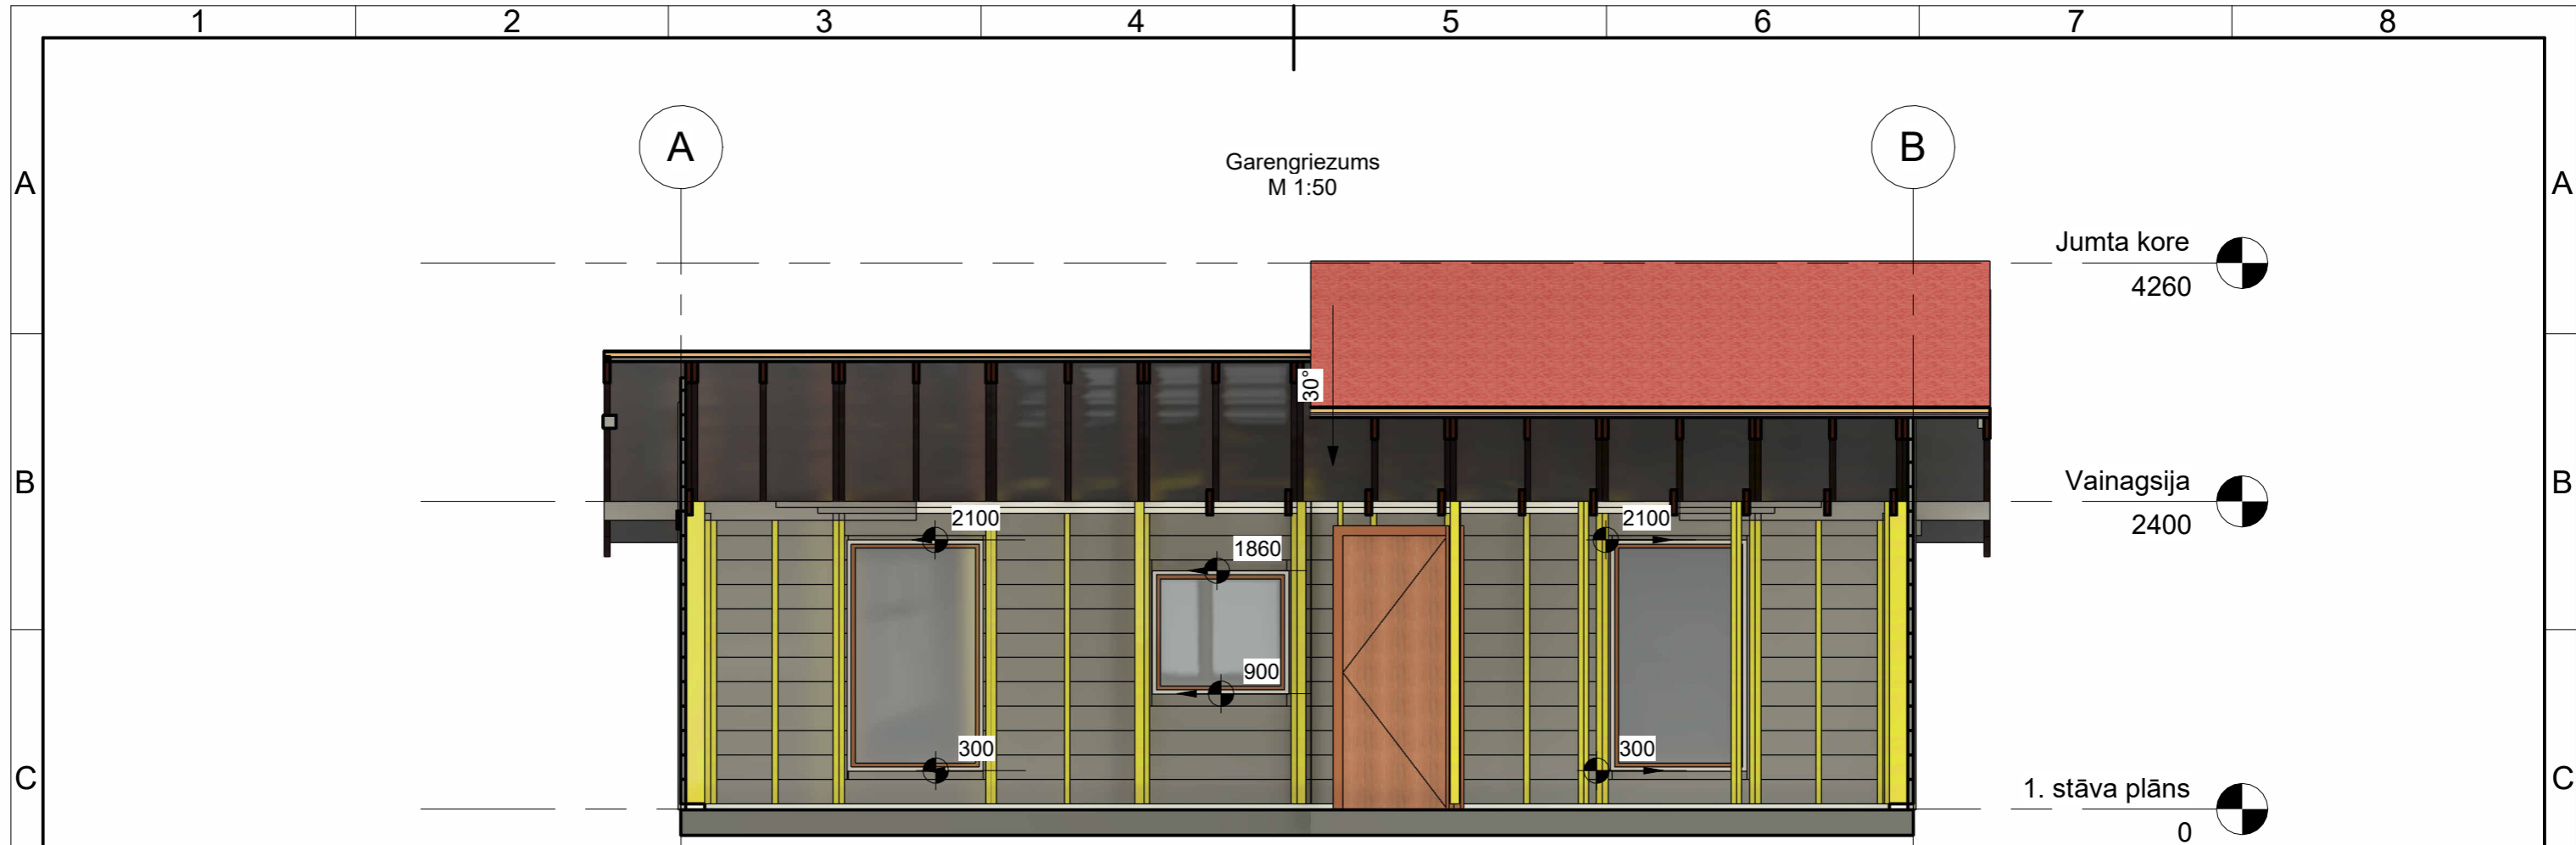 1 2 3 4 5 6 7 8
A B
Garengriezums
M 1:50
A A
Jumta kore
4260
30°
B B
Vainagsija
2400
2100 2100
1860
900
300 300
C C
1. stāva plāns
0